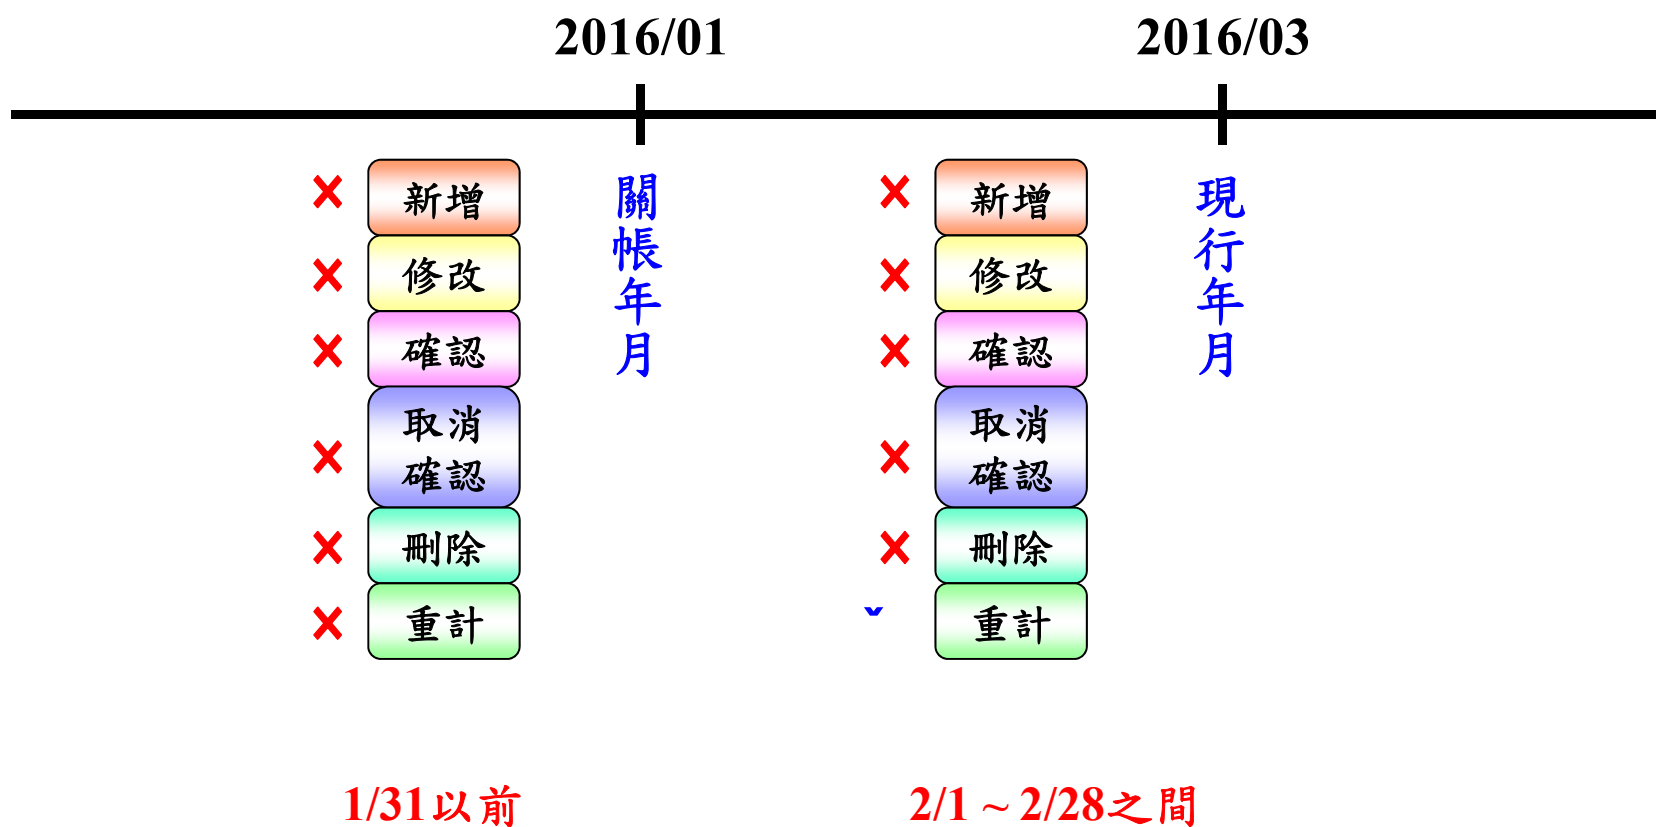 2016/01
2016/03
新增
修改
確認
取消
確認
刪除
重計
關帳年月
新增
修改
確認
取消
確認
刪除
重計
現行年月
1/31以前
2/1 ~ 2/28之間